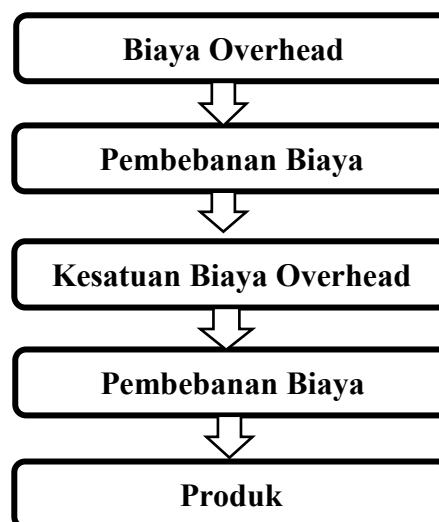 Biaya Overhead
Pembebanan Biaya
Kesatuan Biaya Overhead
Pembebanan Biaya
Produk